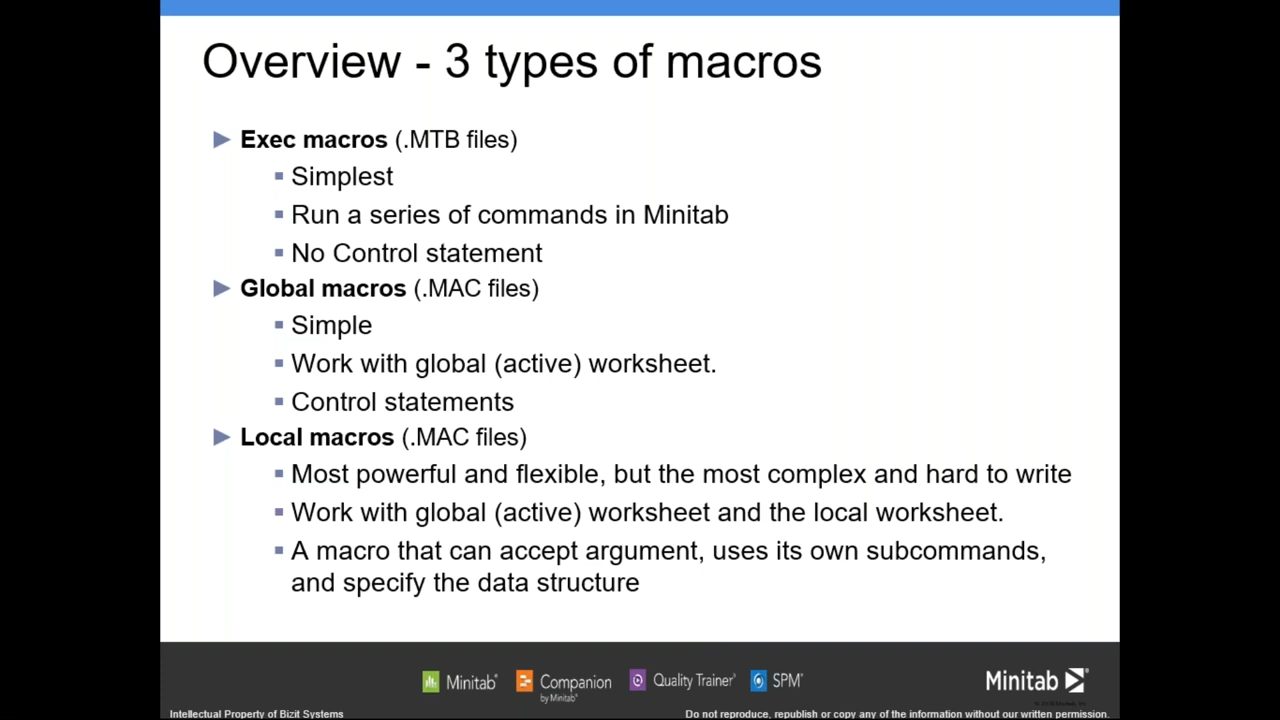 Overview - 3 types of macros
Exec macros (.MTB files)
Simplest
Run a series of commands in Minitab
No Control statement
Global macros (.MAC files)
Simple
Work with global (active) worksheet.
Control statements
Local macros (.MAC files)
Most powerful and flexible, but the most complex and hard to write
Work with global (active) worksheet and the local worksheet.
A macro that can accept argument, uses its own subcommands,
and specify the data structure
Minitab® Companion by Minitab® Quality Trainer® SPM® Minitab®
Intellectual Property of Bizit Systems
Do not reproduce, republish or copy any of the information without our written permission.